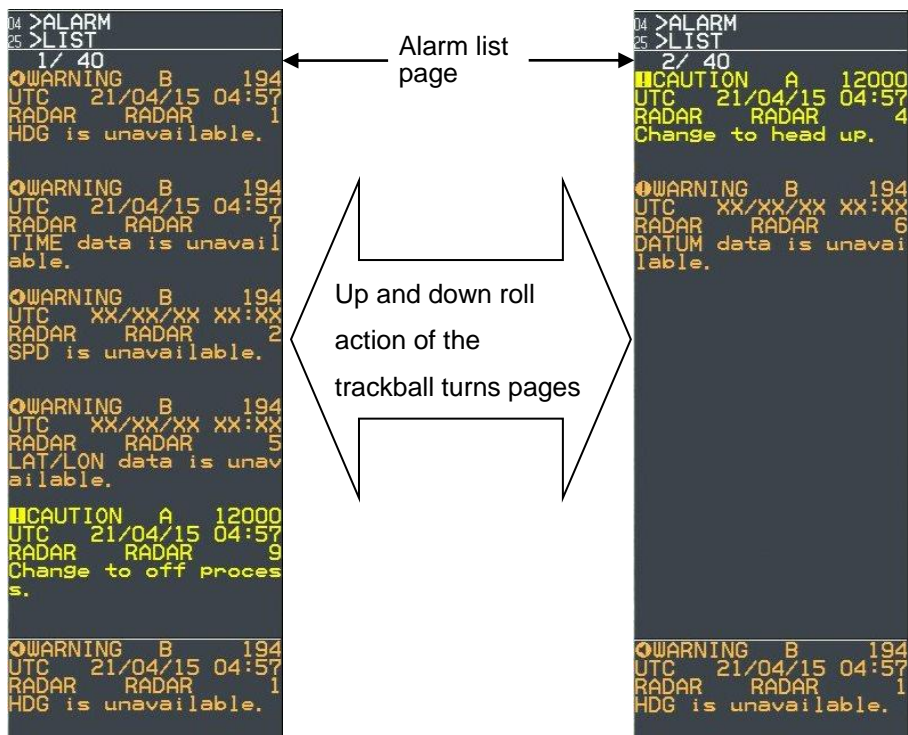 04 >ALARM
25 >LIST
1/ 40
WARNING B 194
UTC 21/04/15 04:57
RADAR RADAR 1
HDG is unavailable.
WARNING B 194
UTC 21/04/15 04:57
RADAR RADAR 7
TIME data is unavail
able.
WARNING B 194
UTC XX/XX/XX XX:XX
RADAR RADAR 2
SPD is unavailable.
WARNING B 194
UTC XX/XX/XX XX:XX
RADAR RADAR 5
LAT/LON data is unav
ailable.
!CAUTION A 12000
UTC 21/04/15 04:57
RADAR RADAR 9
Change to off proces
s.
WARNING B 194
UTC 21/04/15 04:57
RADAR RADAR 1
HDG is unavailable.
Alarm list
page
Up and down roll
action of the
trackball turns pages
04 >ALARM
25 >LIST
2/ 40
!CAUTION A 12000
UTC 21/04/15 04:57
RADAR RADAR 4
Change to head up.
!WARNING B 194
UTC XX/XX/XX XX:XX
RADAR RADAR 6
DATUM data is unavai
lable.
WARNING B 194
UTC 21/04/15 04:57
RADAR RADAR 1
HDG is unavailable.